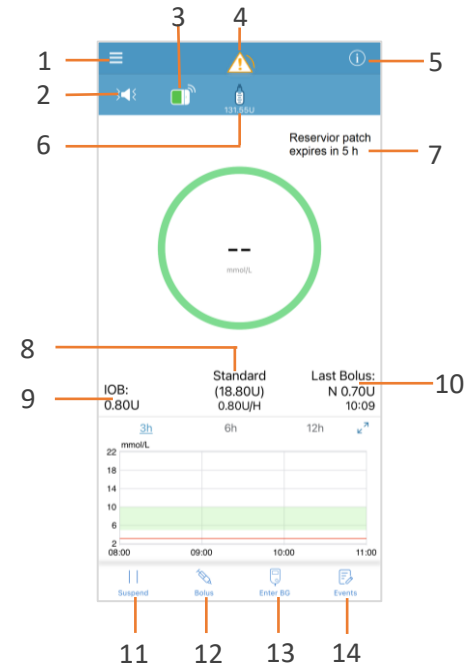 4
1
5
2
3
131.55U
6
Reservior patch
expires in 5 h
7
--
mmol/L
8
Standard
Last Bolus:
IOB:
(18.80U)
N 0.70U
10
9
0.80U
0.80U/H
10:09
3h
6h
12h
mmol/L
22
18
14
10
6
2
08:00
09:00
10:00
11:00
Suspend
Bolus
Enter BG
Events
11
12
13
14